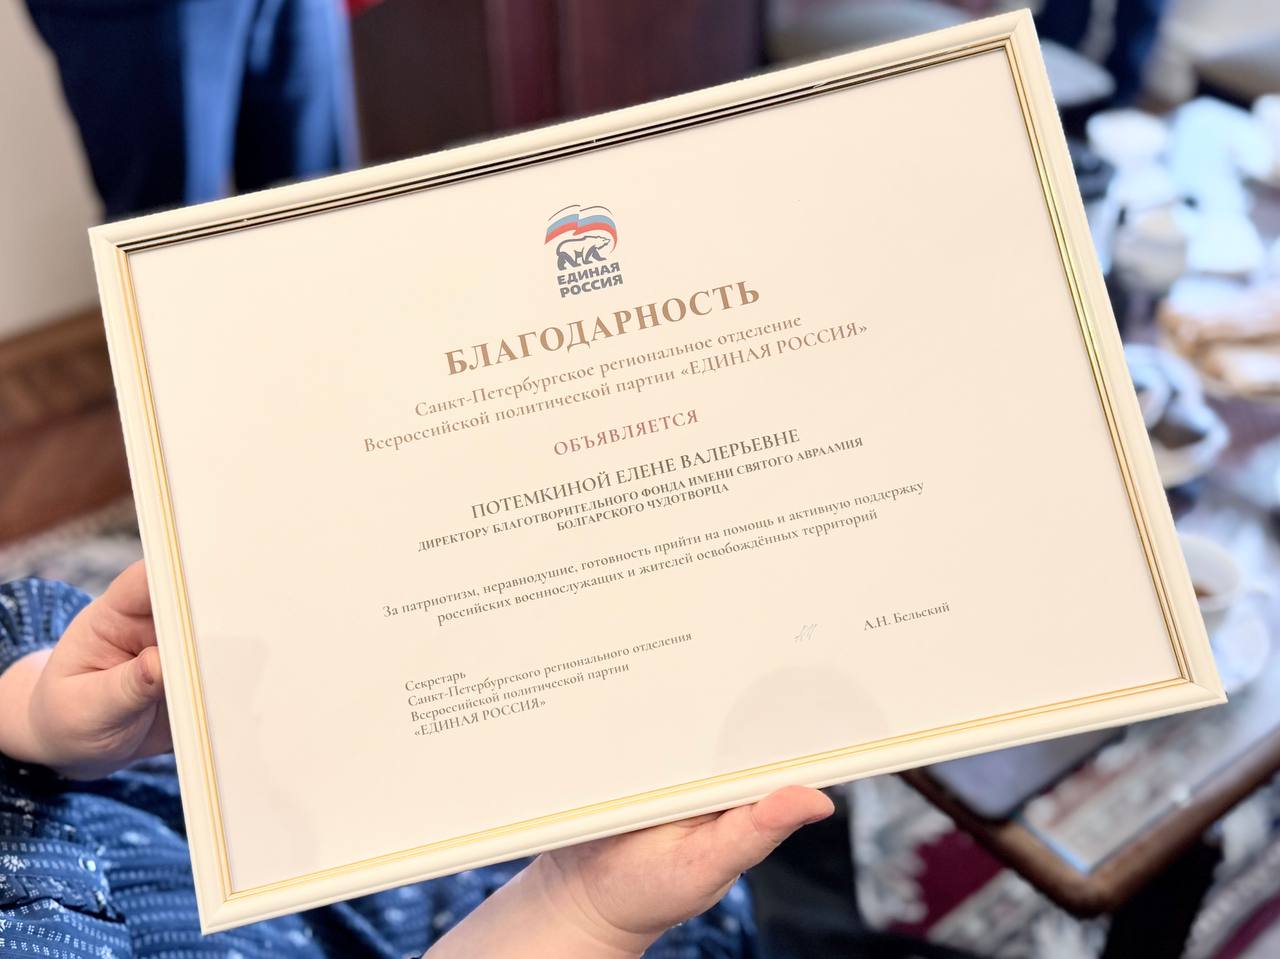 ЕДИНАЯ
РОССИЯ
БЛАГОДАРНОСТЬ
Санкт-Петербургское региональное отделение
Всероссийской политической партии «ЕДИНАЯ РОССИЯ»
ОБЪЯВЛЯЕТСЯ
ПОТЕМКИНОЙ ЕЛЕНЕ ВАЛЕРЬЕВНЕ
ДИРЕКТОРУ БЛАГОТВОРИТЕЛЬНОГО ФОНДА ИМЕНИ СВЯТОГО АВРААМИЯ
БОЛГАРСКОГО ЧУДОТВОРЦА
За патриотизм, неравнодушие, готовность прийти на помощь и активную поддержку
российских военнослужащих и жителей освобождённых территорий
Секретарь
Санкт-Петербургского регионального отделения
Всероссийской политической партии
«ЕДИНАЯ РОССИЯ»
А.Н. Бельский